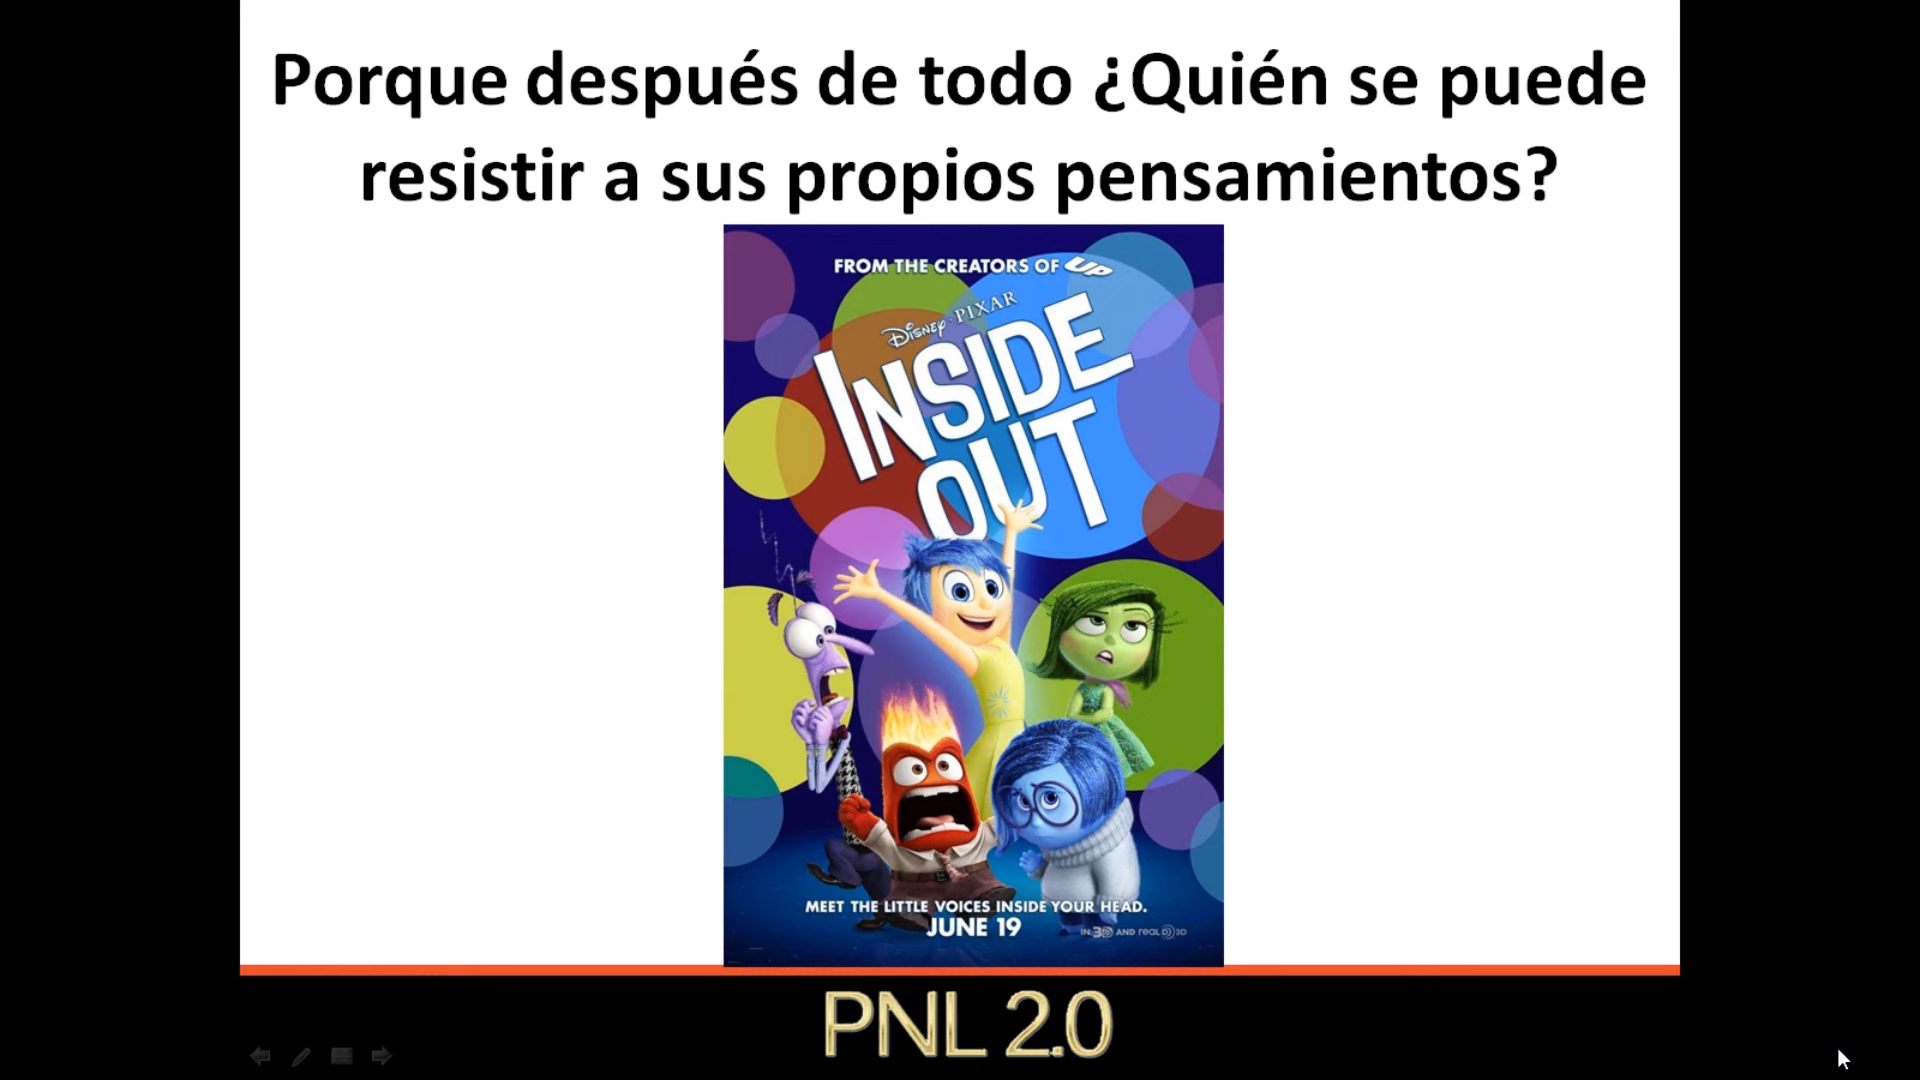 Porque después de todo ¿Quién se puede
resistir a sus propios pensamientos?
FROM THE CREATORS OF UP
DISNEY·PIXAR
INSIDE
OUT
MEET THE LITTLE VOICES INSIDE YOUR HEAD.
JUNE 19
IN 3D AND REAL D 3D
PNL 2.0